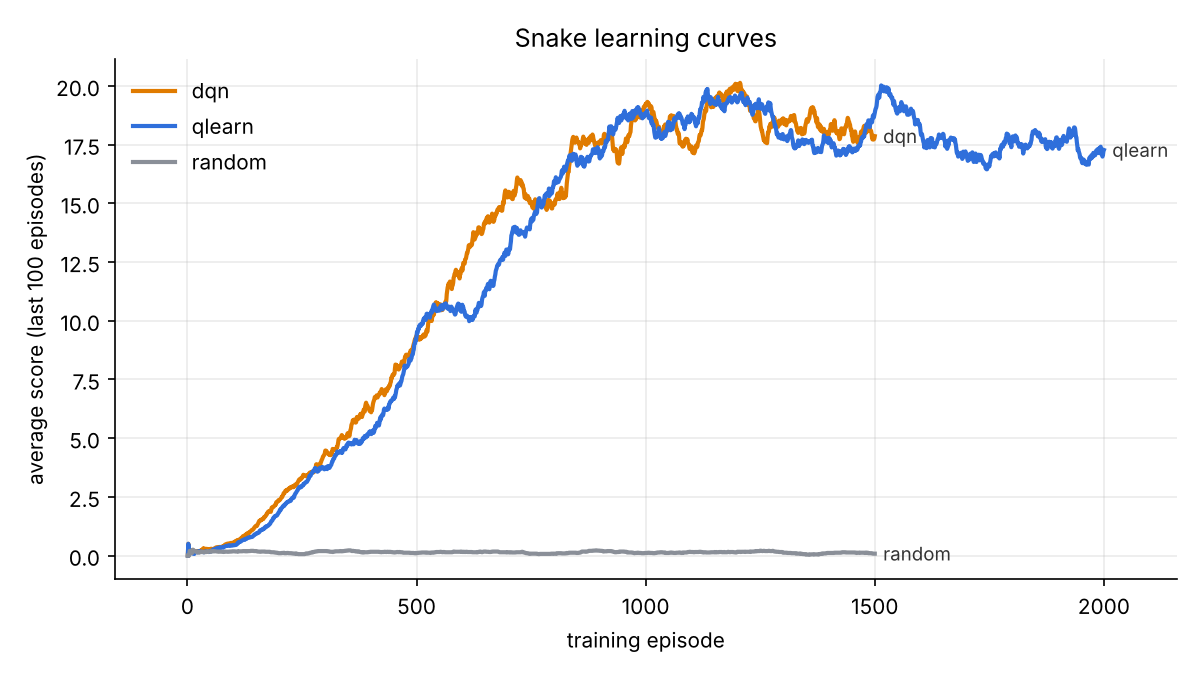 Snake learning curves
dqn
qlearn
random
20.0
17.5
15.0
12.5
10.0
7.5
5.0
2.5
0.0
average score (last 100 episodes)
dqn
qlearn
random
0
500
1000
1500
2000
training episode